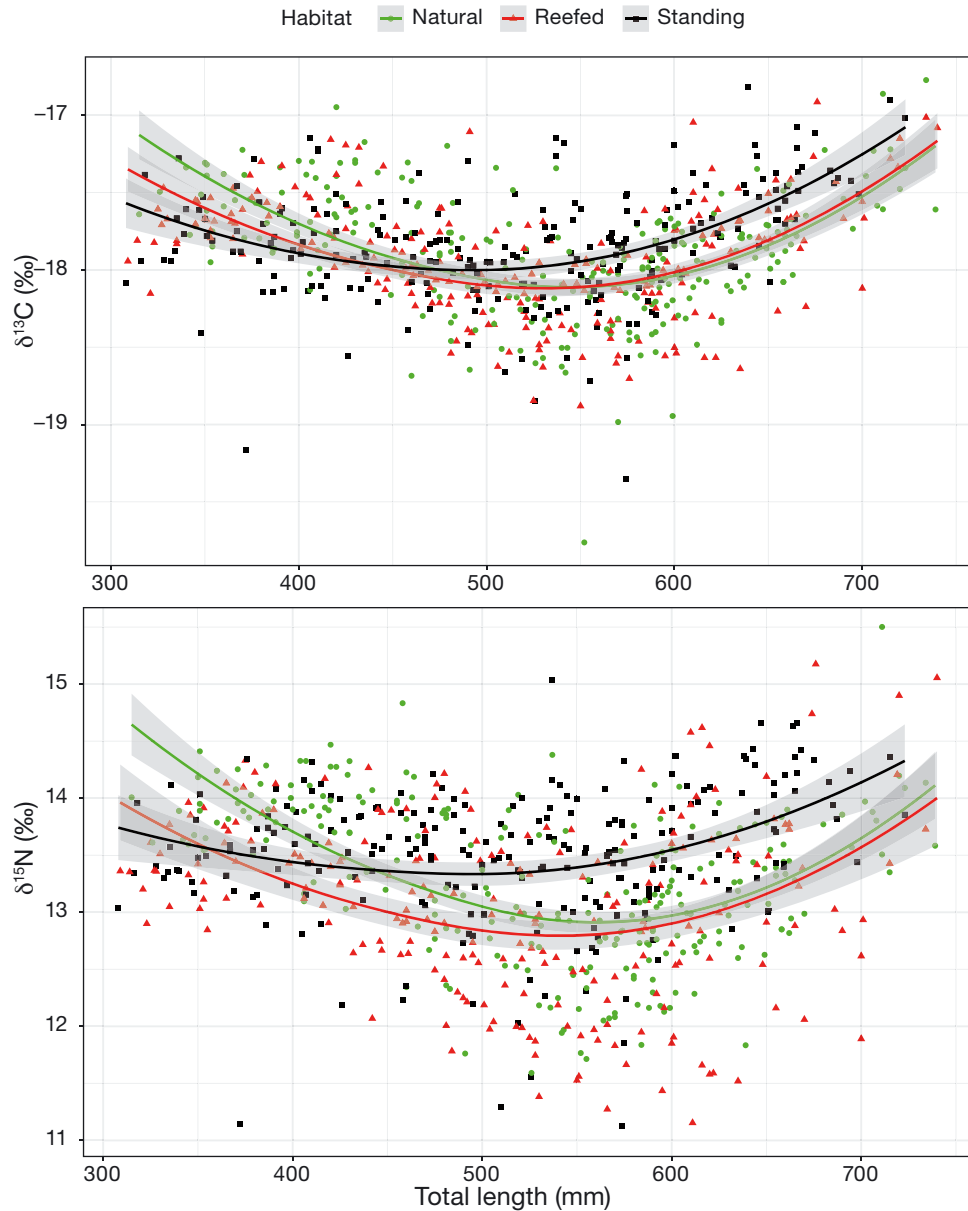 Habitat Natural Reefed Standing
−17
−18
−19
δ¹³C (‰)
300 400 500 600 700
15
14
13
12
11
δ¹⁵N (‰)
300 400 500 600 700
Total length (mm)